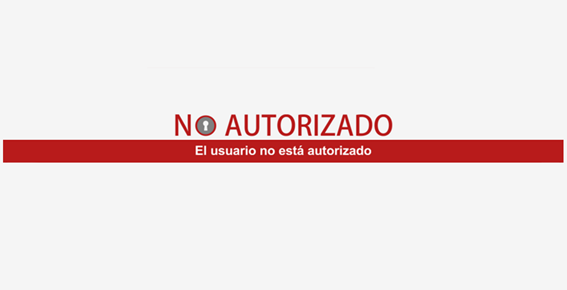 NO AUTORIZADO
El usuario no está autorizado